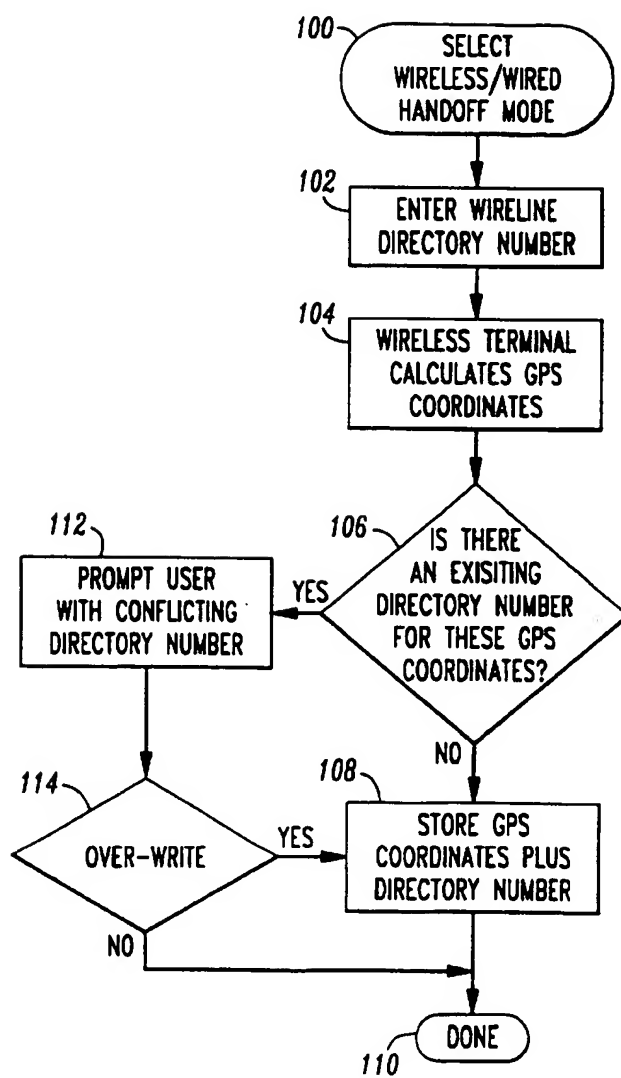 100
SELECT
WIRELESS/WIRED
HANDOFF MODE
102
ENTER WIRELINE
DIRECTORY NUMBER
104
WIRELESS TERMINAL
CALCULATES GPS
COORDINATES
106
IS THERE
AN EXISITING
DIRECTORY NUMBER
FOR THESE GPS
COORDINATES?
YES
NO
112
PROMPT USER
WITH CONFLICTING
DIRECTORY NUMBER
114
OVER-WRITE
YES
NO
108
STORE GPS
COORDINATES PLUS
DIRECTORY NUMBER
DONE
110